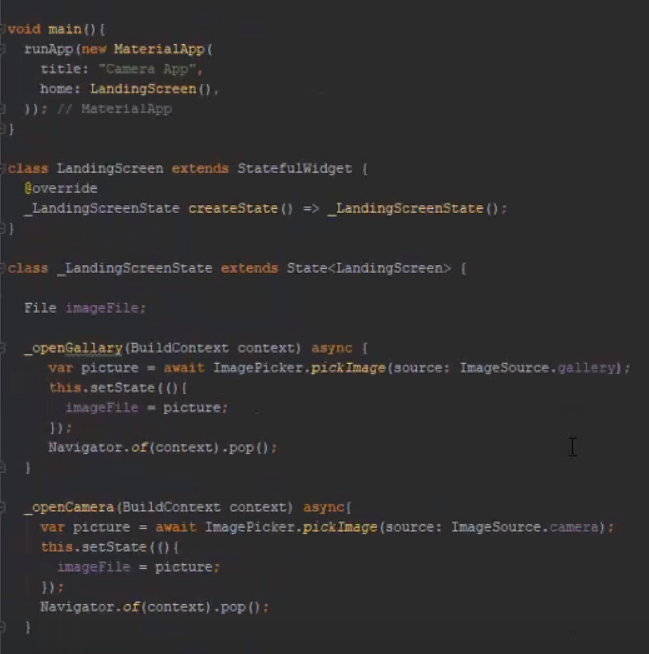 void main(){
runApp(new MaterialApp(
title: "Camera App",
home: LandingScreen(),
)); // MaterialApp
}
class LandingScreen extends StatefulWidget {
@override
_LandingScreenState createState() => _LandingScreenState();
}
class _LandingScreenState extends State<LandingScreen> {
File imageFile;
_openGallary(BuildContext context) async {
var picture = await ImagePicker.pickImage(source: ImageSource.gallery);
this.setState((){
imageFile = picture;
});
Navigator.of(context).pop();
}
_openCamera(BuildContext context) async{
var picture = await ImagePicker.pickImage(source: ImageSource.camera);
this.setState((){
imageFile = picture;
});
Navigator.of(context).pop();
}